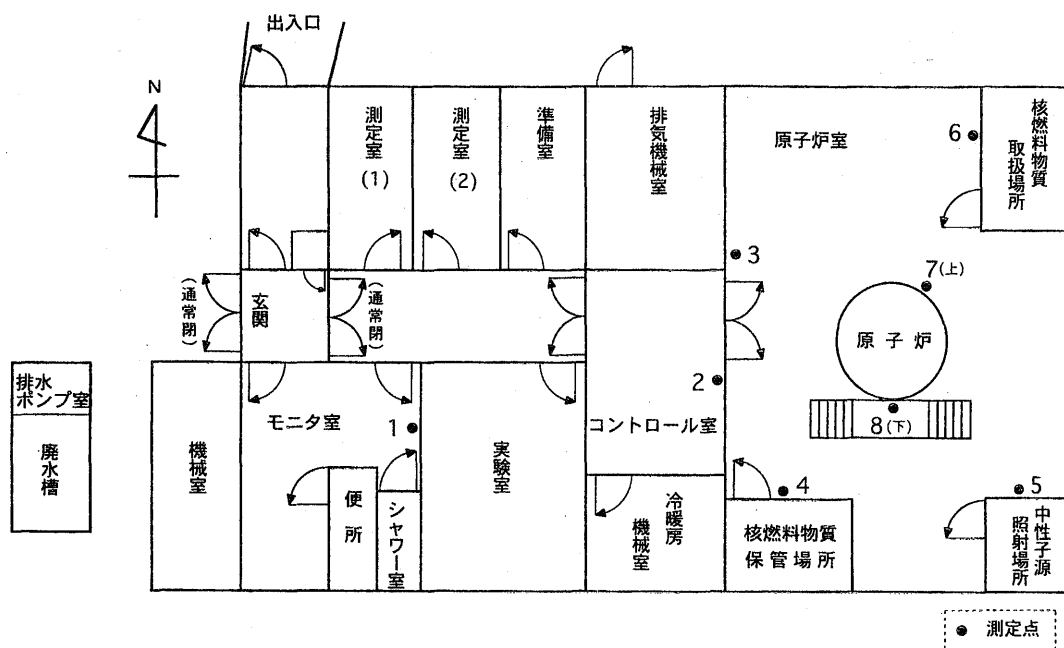 出入口
N
測定室
(1)
測定室
(2)
準備室
排気機械室
原子炉室
6
核燃料物質
取扱場所
3
7(上)
(通常閉)
玄関
(通常閉)
原子炉
排水
ポンプ室
廃水槽
機械室
モニタ室
1
便所
シャワー室
実験室
2
コントロール室
冷暖房
機械室
8(下)
4
核燃料物質
保管場所
5
中性子源
照射場所
測定点